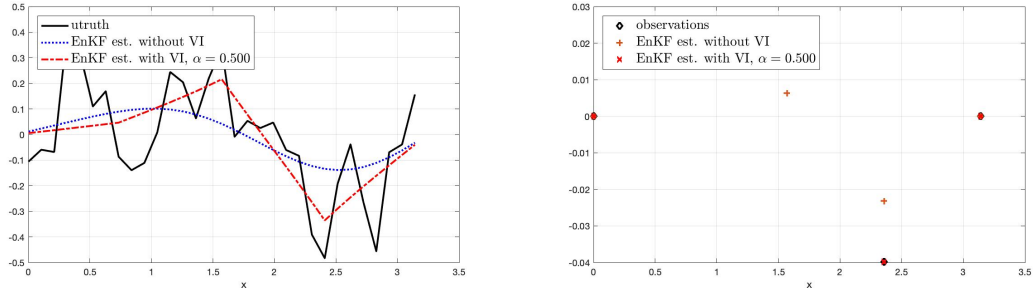 0.5
0.4
0.3
0.2
0.1
0
-0.1
-0.2
-0.3
-0.4
-0.5
utruth
EnKF est. without VI
EnKF est. with VI, α = 0.500
0 0.5 1 1.5 2 2.5 3 3.5
x
0.03
0.02
0.01
0
-0.01
-0.02
-0.03
-0.04
observations
EnKF est. without VI
EnKF est. with VI, α = 0.500
0 0.5 1 1.5 2 2.5 3 3.5
x